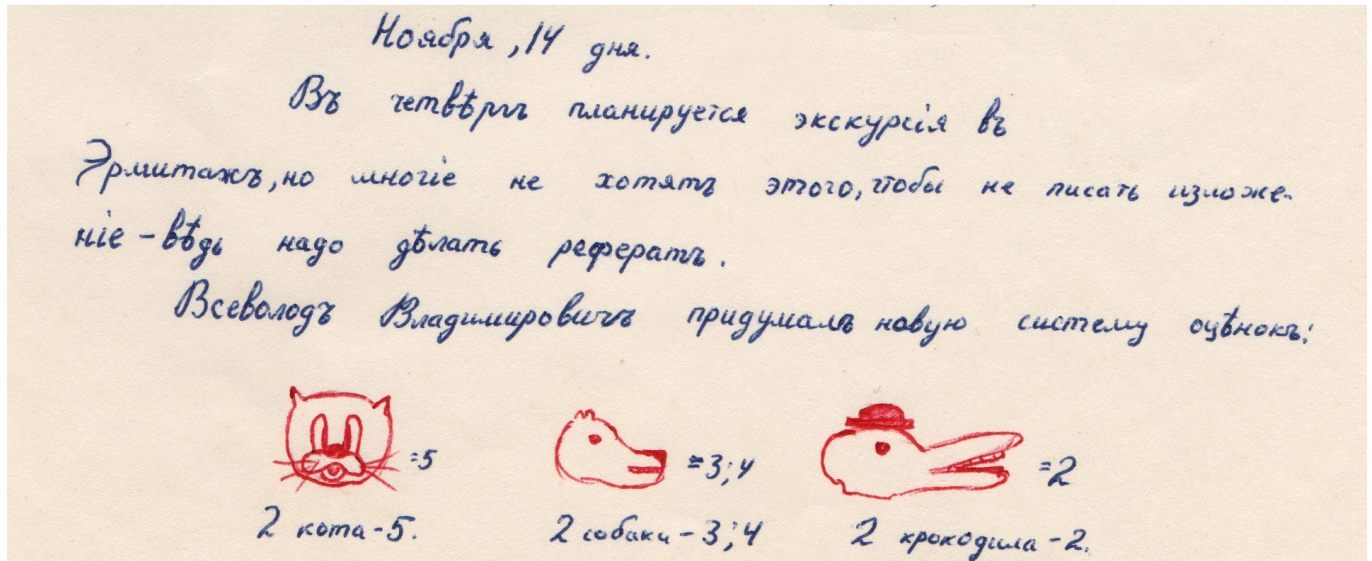 Ноября, 14 дня.
Въ четвѣргъ планируется экскурсія въ
Эрмитажъ, но многіе не хотятъ этого, чтобы не писать изложе-
ніе - вѣдь надо дѣлать рефератъ.
Всеволодъ Владимировичъ придумалъ новую систему оцѣнокъ:
=5 =3;4 =2
2 кота - 5. 2 собаки - 3;4 2 крокодила - 2.